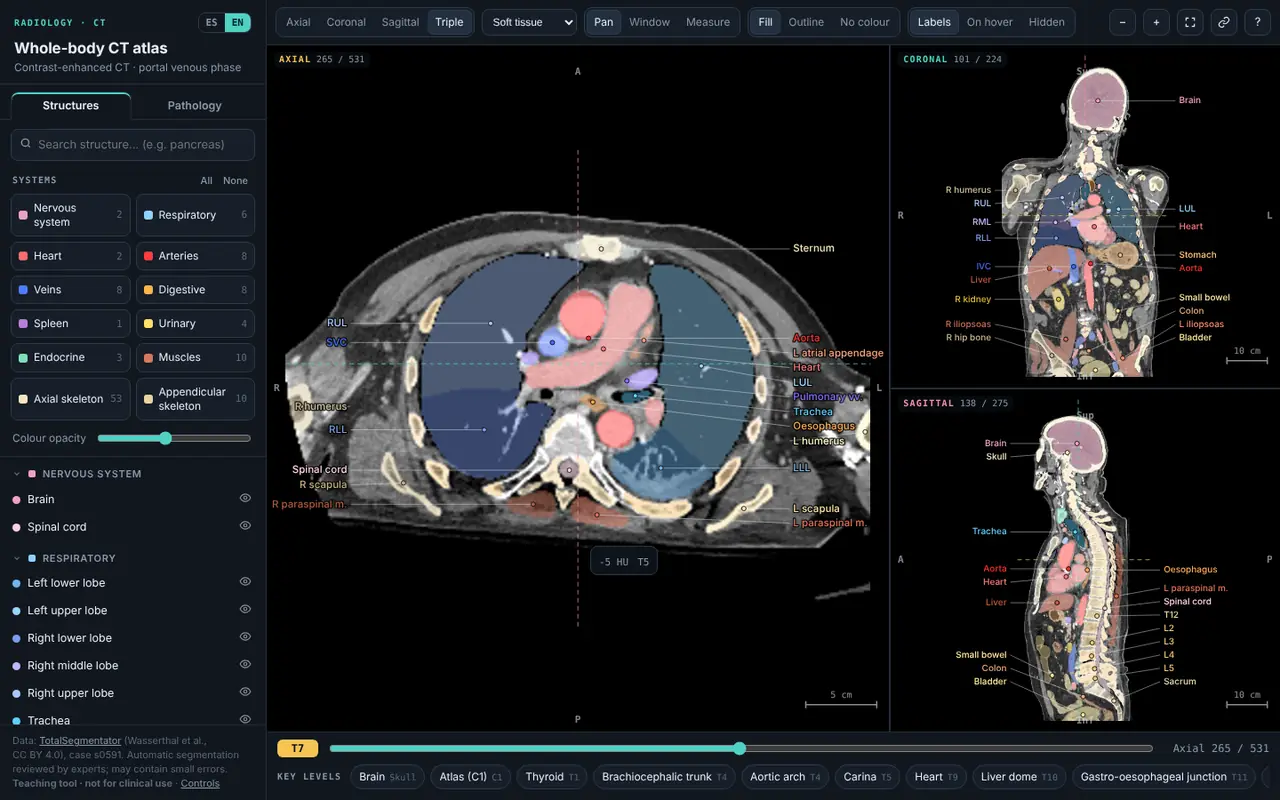 RADIOLOGY · CT
ES EN
Whole-body CT atlas
Contrast-enhanced CT · portal venous phase
Structures Pathology
Search structure... (e.g. pancreas)
SYSTEMS All None
Nervous system 2
Respiratory 6
Heart 2
Arteries 8
Veins 8
Digestive 8
Spleen 1
Urinary 4
Endocrine 3
Muscles 10
Axial skeleton 53
Appendicular skeleton 10
Colour opacity
NERVOUS SYSTEM
Brain
Spinal cord
RESPIRATORY
Left lower lobe
Left upper lobe
Right lower lobe
Right middle lobe
Right upper lobe
Trachea
Data: TotalSegmentator (Wasserthal et al.,
CC BY 4.0), case s0591. Automatic segmentation
reviewed by experts; may contain small errors.
Teaching tool · not for clinical use · Controls
Axial Coronal Sagittal Triple
Soft tissue
Pan Window Measure
Fill Outline No colour
Labels On hover Hidden
− + ?
AXIAL 265 / 531
A
R
L
P
RUL
SVC
R humerus
RLL
Spinal cord
R scapula
R paraspinal m.
Sternum
Aorta
L atrial appendage
Heart
LUL
Pulmonary vv.
Trachea
Oesophagus
L humerus
LLL
L scapula
L paraspinal m.
-5 HU T5
5 cm
CORONAL 101 / 224
Sup
R
L
Inf
Brain
R humerus
RUL
RML
RLL
IVC
Liver
R kidney
R iliopsoas
R hip bone
LUL
Heart
Stomach
Aorta
Small bowel
Colon
L iliopsoas
Bladder
10 cm
SAGITTAL 138 / 275
Sup
A
P
Inf
Brain
Skull
Trachea
Aorta
Heart
Liver
Small bowel
Colon
Bladder
Oesophagus
L paraspinal m.
Spinal cord
T12
L2
L3
L4
L5
Sacrum
10 cm
T7 Axial 265 / 531
KEY LEVELS Brain Skull Atlas (C1) C1 Thyroid T1 Brachiocephalic trunk T4 Aortic arch T4 Carina T5 Heart T9 Liver dome T10 Gastro-oesophageal junction T11